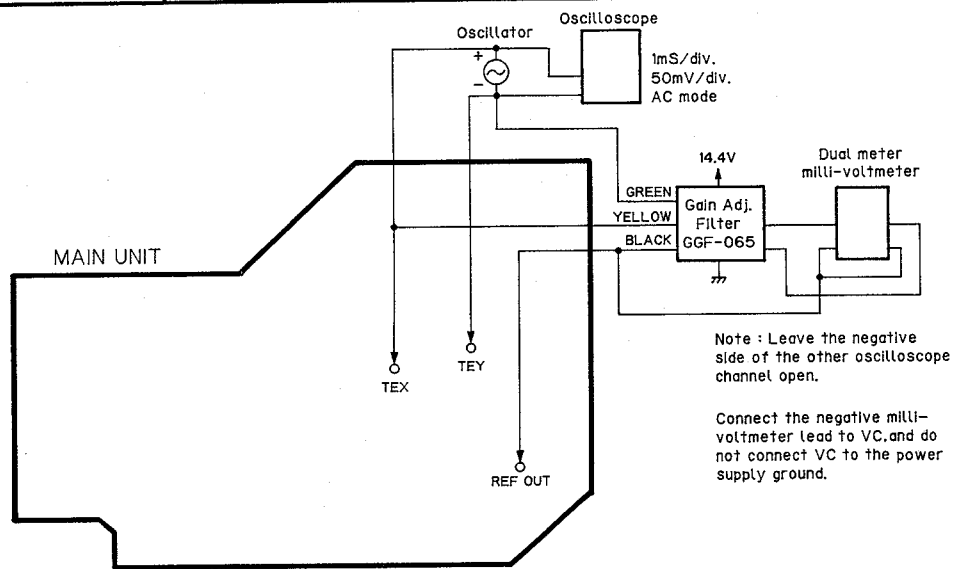 Oscilloscope
Oscillator
+
-
1mS/div.
50mV/div.
AC mode
14.4V
Dual meter
milli-voltmeter
GREEN
YELLOW
BLACK
Gain Adj.
Filter
GGF-065
MAIN UNIT
TEX
TEY
REF OUT
Note : Leave the negative
side of the other oscilloscope
channel open.
Connect the negative milli-
voltmeter lead to VC,and do
not connect VC to the power
supply ground.